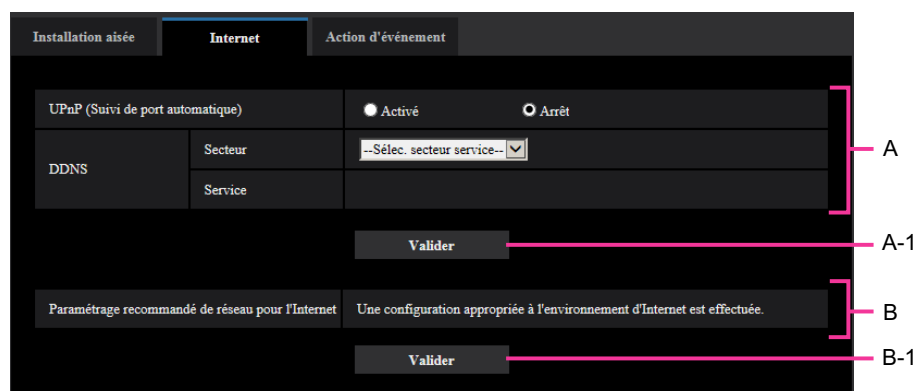 Installation aisée
Internet
Action d'événement
UPnP (Suivi de port automatique)
Activé
Arrêt
DDNS
Secteur
--Sélec. secteur service--
Service
A
Valider
A-1
Paramétrage recommandé de réseau pour l'Internet
Une configuration appropriée à l'environnement d'Internet est effectuée.
B
Valider
B-1